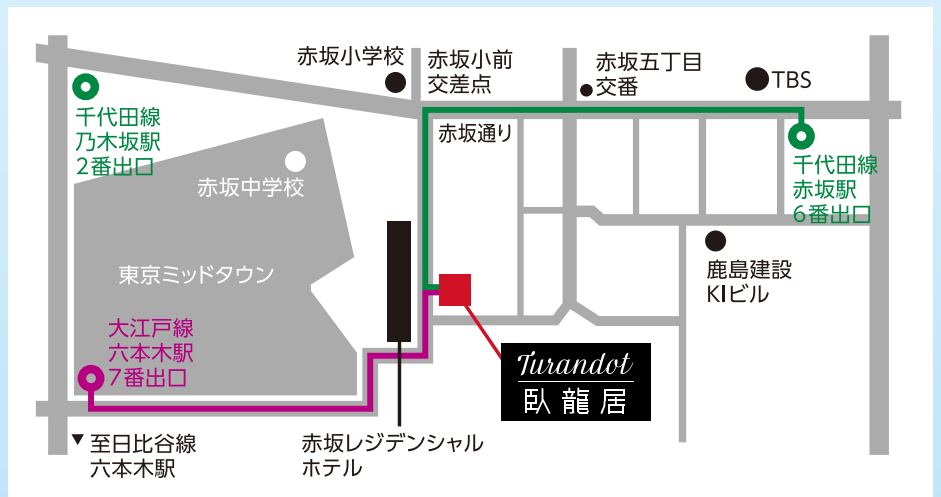 赤坂小学校
赤坂小前
交差点
赤坂五丁目
交番
TBS
千代田線
乃木坂駅
2番出口
赤坂通り
千代田線
赤坂駅
6番出口
赤坂中学校
東京ミッドタウン
鹿島建設
KIビル
大江戸線
六本木駅
7番出口
Turandot
臥龍居
▼至日比谷線
六本木駅
赤坂レジデンシャル
ホテル